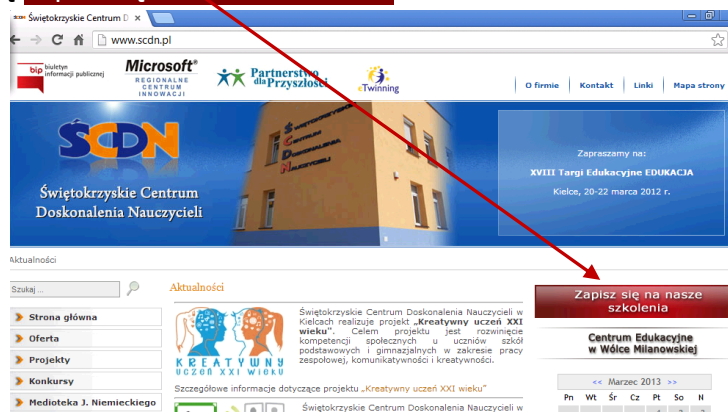 Świętokrzyskie Centrum D
www.scdn.pl
bip biuletyn informacji publicznej
Microsoft®
REGIONALNE
CENTRUM
INNOWACJI
Partnerstwo
dla Przyszłości
eTwinning
O firmie Kontakt Linki Mapa strony
ŚCDN
Świętokrzyskie Centrum
Doskonalenia Nauczycieli
Świętokrzyskie
Centrum
Doskonalenia
Nauczycieli
Zapraszamy na:
XVIII Targi Edukacyjne EDUKACJA
Kielce, 20-22 marca 2012 r.
Aktualności
Szukaj ...
Strona główna
Oferta
Projekty
Konkursy
Medioteka J. Niemieckiego
Aktualności
KREATYWNY
UCZEŃ XXI WIEKU
Świętokrzyskie Centrum Doskonalenia Nauczycieli w
Kielcach realizuje projekt „Kreatywny uczeń XXI
wieku”. Celem projektu jest rozwinięcie
kompetencji społecznych u uczniów szkół
podstawowych i gimnazjalnych w zakresie pracy
zespołowej, komunikatywności i kreatywności.
Szczegółowe informacje dotyczące projektu „Kreatywny uczeń XXI wieku”
Świętokrzyskie Centrum Doskonalenia Nauczycieli w
Zapisz się na nasze
szkolenia
Centrum Edukacyjne
w Wólce Milanowskiej
<< Marzec 2013 >>
Pn Wt Śr Cz Pt So N